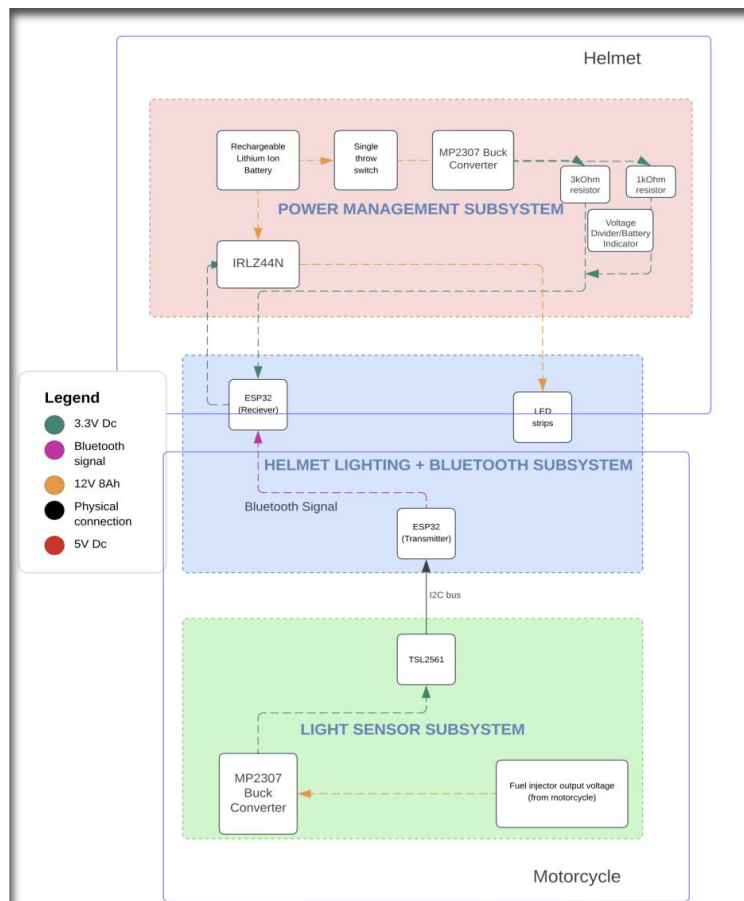 Helmet
Rechargeable
Lithium Ion
Battery
Single
throw
switch
MP2307 Buck
Converter
3kOhm
resistor
1kOhm
resistor
POWER MANAGEMENT SUBSYSTEM
Voltage
Divider/Battery
Indicator
IRLZ44N
Legend
3.3V Dc
Bluetooth
signal
12V 8Ah
Physical
connection
5V Dc
ESP32
(Reciever)
LED
strips
HELMET LIGHTING + BLUETOOTH SUBSYSTEM
Bluetooth Signal
ESP32
(Transmitter)
I2C bus
TSL2561
LIGHT SENSOR SUBSYSTEM
MP2307
Buck
Converter
Fuel injector output voltage
(from motorcycle)
Motorcycle